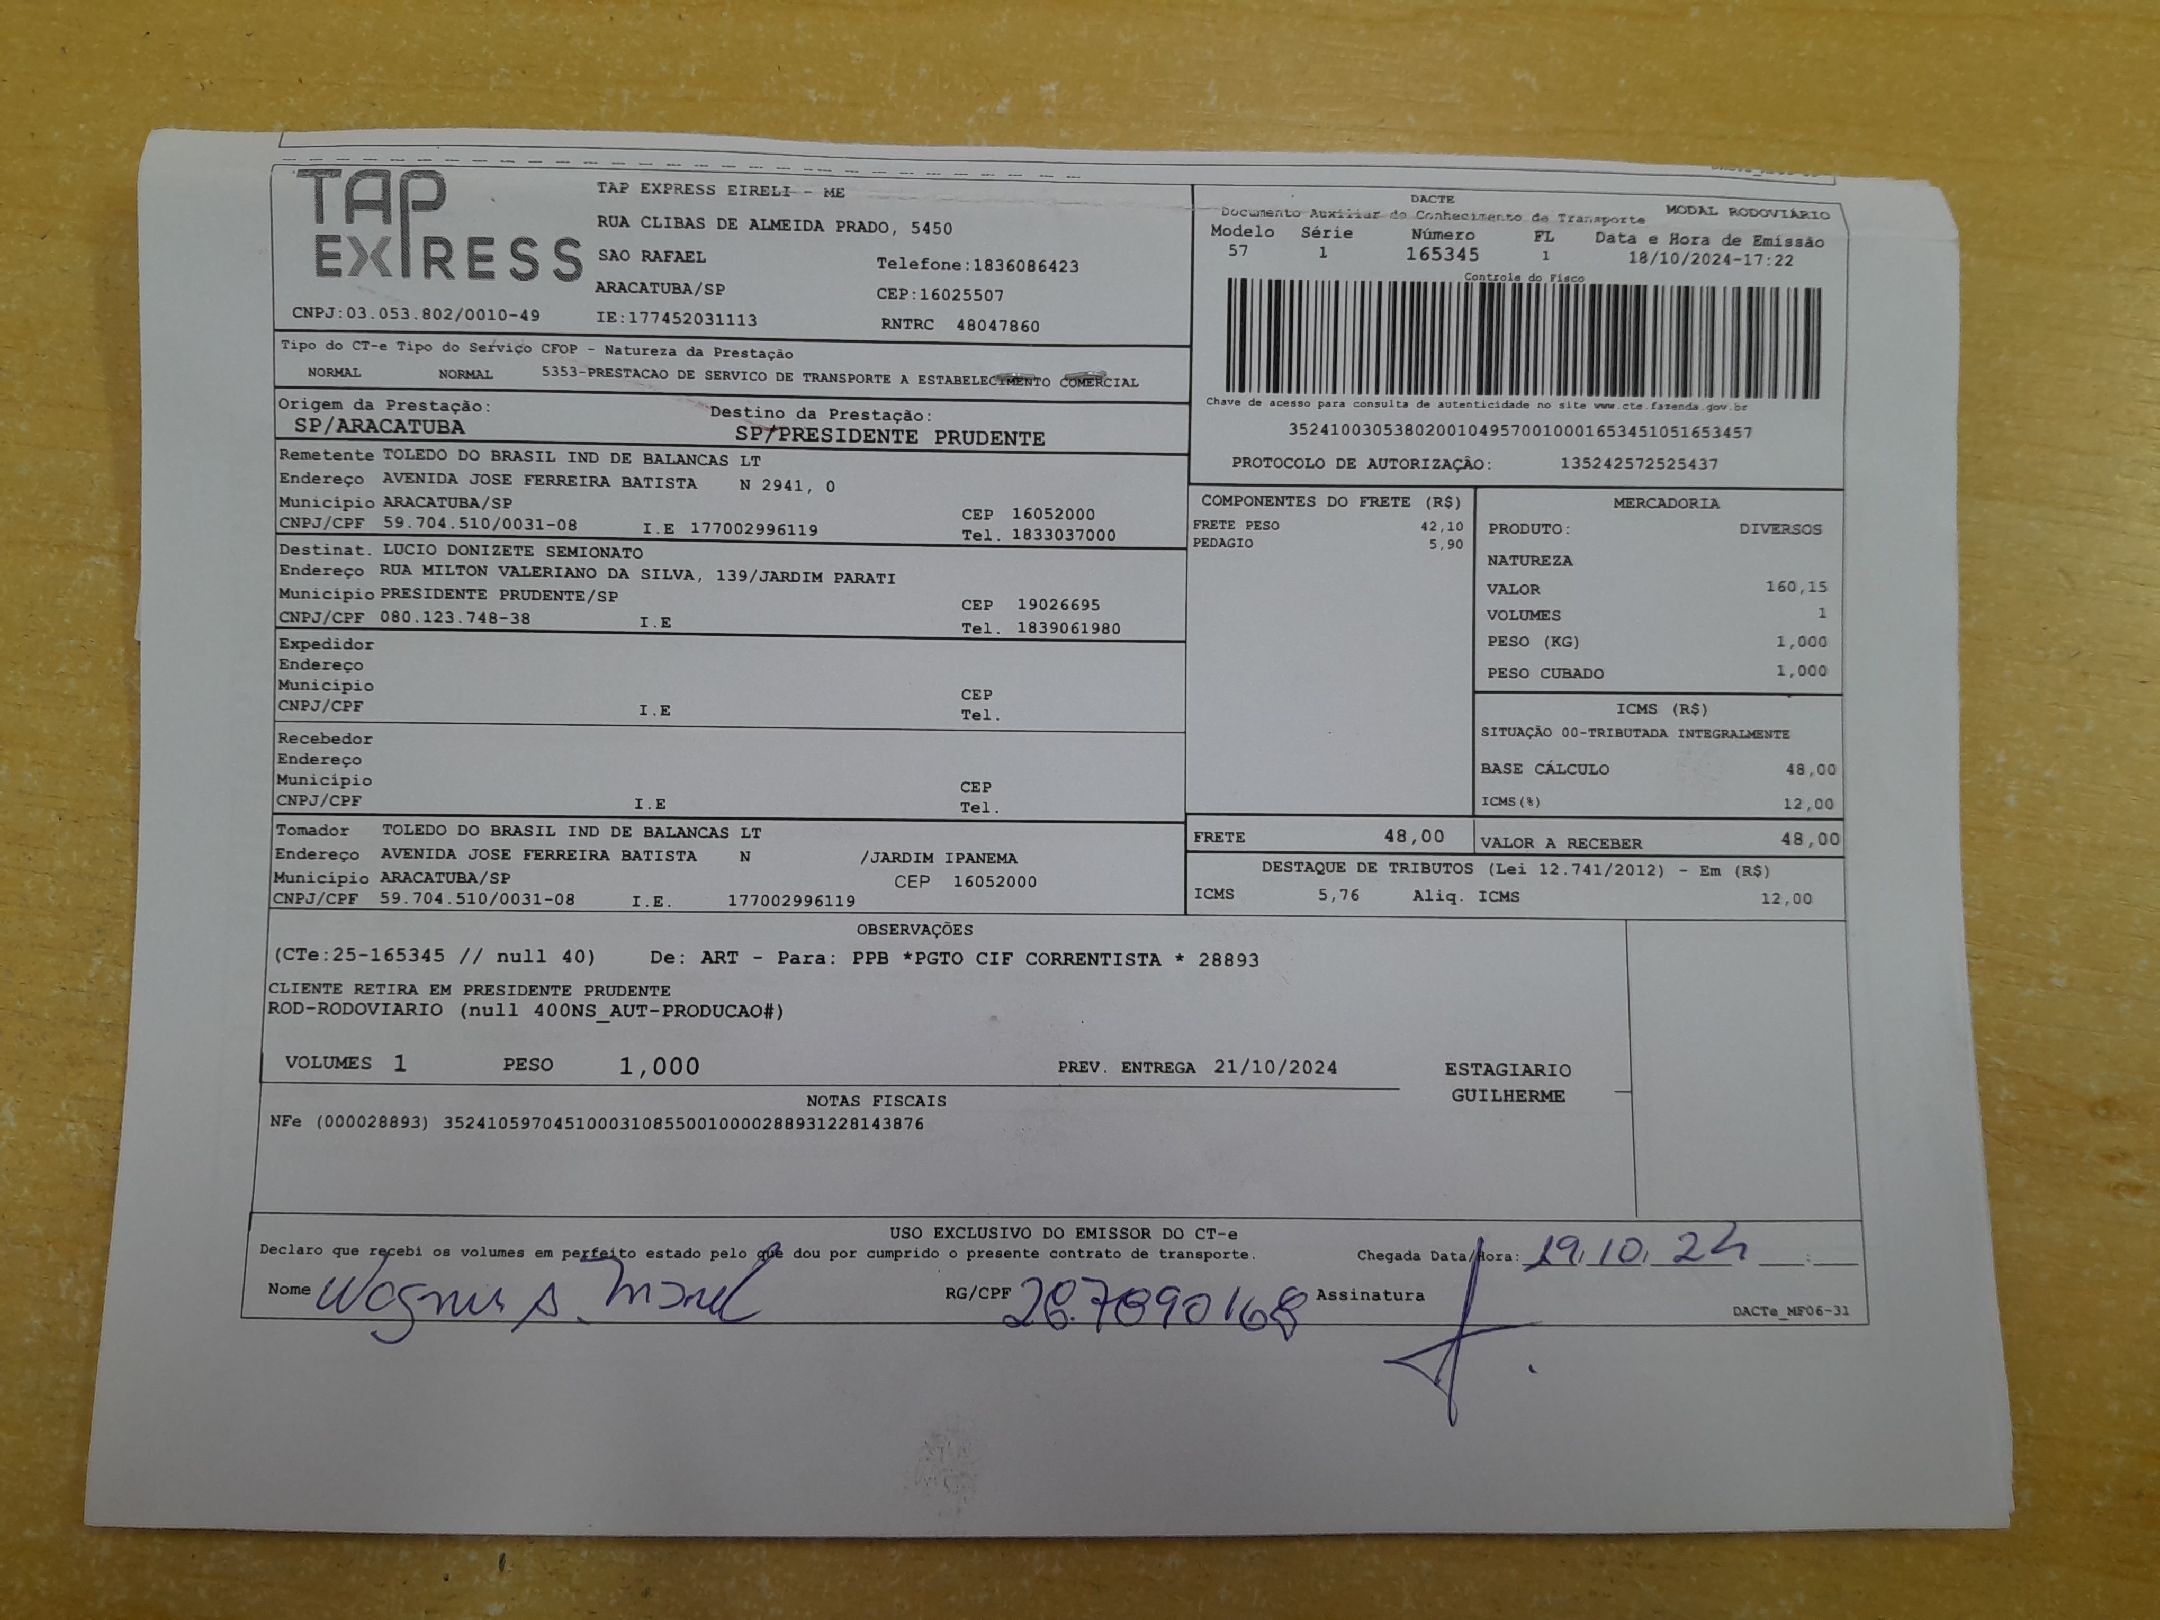 TAP
EXPRESS
CNPJ:03.053.802/0010-49
TAP EXPRESS EIRELI - ME
RUA CLIBAS DE ALMEIDA PRADO, 5450
SAO RAFAEL Telefone:1836086423
ARACATUBA/SP CEP:16025507
IE:177452031113 RNTRC 48047860
DACTE
Documento Auxiliar do Conhecimento de Transporte MODAL RODOVIÁRIO
Modelo Série Número FL Data e Hora de Emissão
57 1 165345 1 18/10/2024-17:22
Controle do Fisco
Chave de acesso para consulta de autenticidade no site www.cte.fazenda.gov.br
35241003053802001049570010001653451051653457
PROTOCOLO DE AUTORIZAÇÃO: 135242572525437
Tipo do CT-e Tipo do Serviço CFOP - Natureza da Prestação
NORMAL NORMAL 5353-PRESTACAO DE SERVICO DE TRANSPORTE A ESTABELECIMENTO COMERCIAL
Origem da Prestação: Destino da Prestação:
SP/ARACATUBA SP/PRESIDENTE PRUDENTE
Remetente TOLEDO DO BRASIL IND DE BALANCAS LT
Endereço AVENIDA JOSE FERREIRA BATISTA N 2941, 0
Município ARACATUBA/SP CEP 16052000
CNPJ/CPF 59.704.510/0031-08 I.E 177002996119 Tel. 1833037000
Destinat. LUCIO DONIZETE SEMIONATO
Endereço RUA MILTON VALERIANO DA SILVA, 139/JARDIM PARATI
Município PRESIDENTE PRUDENTE/SP CEP 19026695
CNPJ/CPF 080.123.748-38 I.E Tel. 1839061980
Expedidor
Endereço
Município CEP
CNPJ/CPF I.E Tel.
Recebedor
Endereço
Município CEP
CNPJ/CPF I.E Tel.
Tomador TOLEDO DO BRASIL IND DE BALANCAS LT
Endereço AVENIDA JOSE FERREIRA BATISTA N /JARDIM IPANEMA
Município ARACATUBA/SP CEP 16052000
CNPJ/CPF 59.704.510/0031-08 I.E. 177002996119
COMPONENTES DO FRETE (R$)
FRETE PESO 42,10
PEDAGIO 5,90
MERCADORIA
PRODUTO: DIVERSOS
NATUREZA
VALOR 160,15
VOLUMES 1
PESO (KG) 1,000
PESO CUBADO 1,000
ICMS (R$)
SITUAÇÃO 00-TRIBUTADA INTEGRALMENTE
BASE CÁLCULO 48,00
ICMS(%) 12,00
FRETE 48,00 VALOR A RECEBER 48,00
DESTAQUE DE TRIBUTOS (Lei 12.741/2012) - Em (R$)
ICMS 5,76 Aliq. ICMS 12,00
OBSERVAÇÕES
(CTe:25-165345 // null 40) De: ART - Para: PPB *PGTO CIF CORRENTISTA * 28893
CLIENTE RETIRA EM PRESIDENTE PRUDENTE
ROD-RODOVIARIO (null 400NS_AUT-PRODUCAO#)
VOLUMES 1 PESO 1,000 PREV. ENTREGA 21/10/2024 ESTAGIARIO
GUILHERME
NOTAS FISCAIS
NFe (000028893) 35241059704510003108550010000288931228143876
USO EXCLUSIVO DO EMISSOR DO CT-e
Declaro que recebi os volumes em perfeito estado pelo que dou por cumprido o presente contrato de transporte. Chegada Data/Hora: 19.10.24
Nome RG/CPF 28.7890168 Assinatura
DACTe_MF06-31